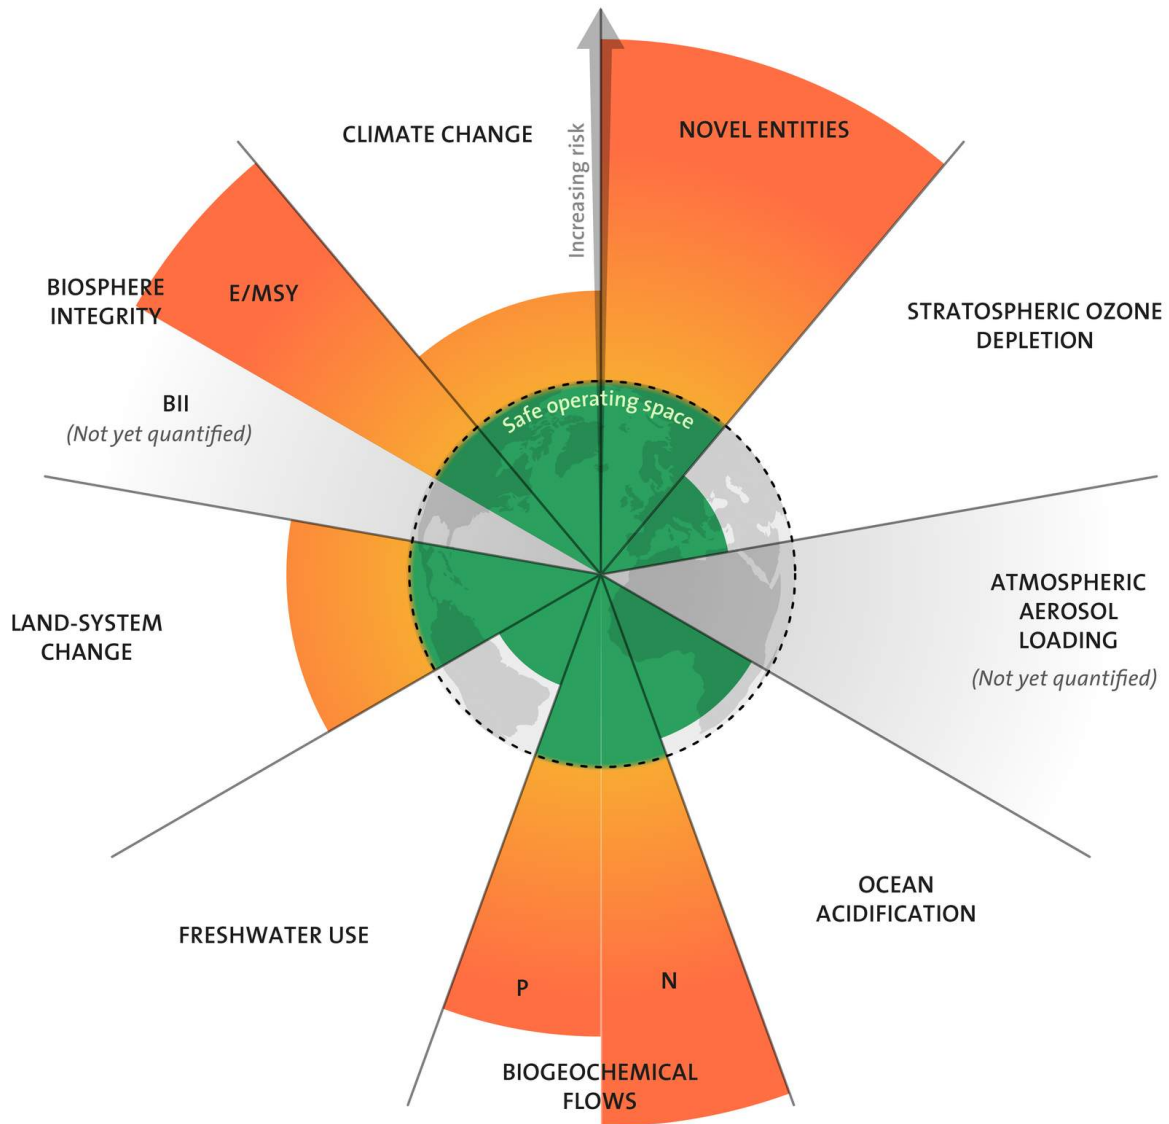 CLIMATE CHANGE
Increasing risk
NOVEL ENTITIES
STRATOSPHERIC OZONE
DEPLETION
ATMOSPHERIC
AEROSOL
LOADING
(Not yet quantified)
OCEAN
ACIDIFICATION
N
P
BIOGEOCHEMICAL
FLOWS
FRESHWATER USE
LAND-SYSTEM
CHANGE
BIOSPHERE
INTEGRITY
E/MSY
BII
(Not yet quantified)
Safe operating space